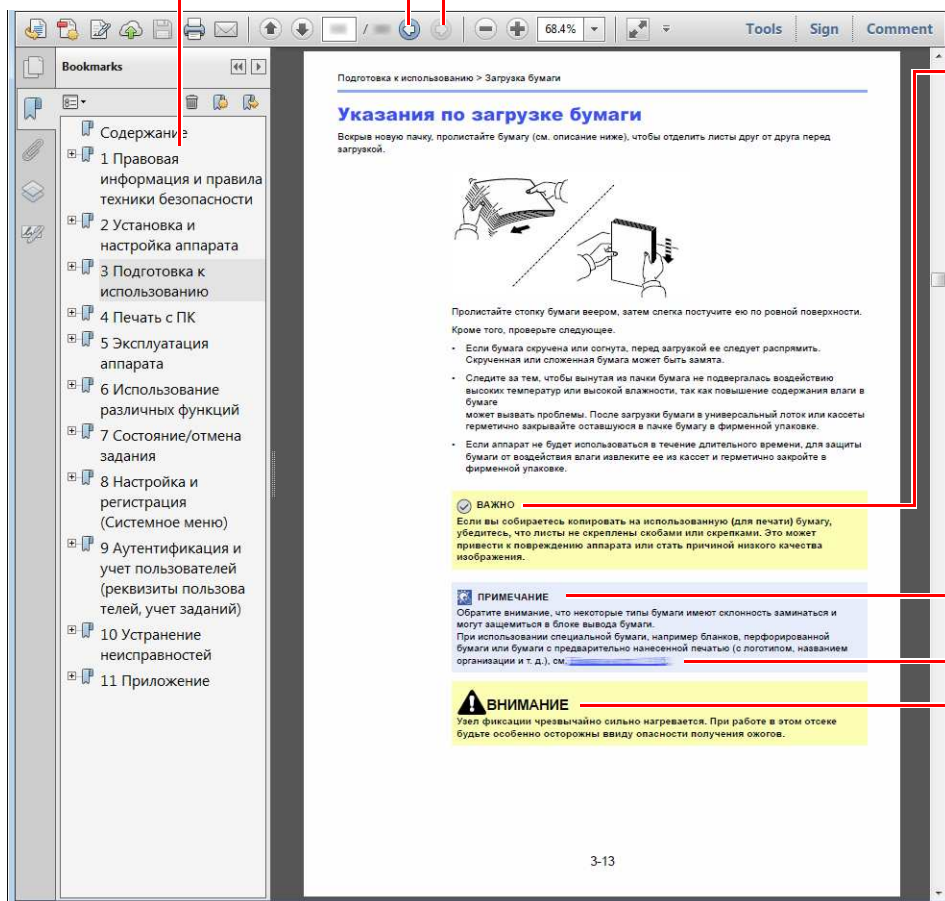 /
68.4%
Tools
Sign
Comment
Bookmarks
Содержание
1 Правовая
информация и правила
техники безопасности
2 Установка и
настройка аппарата
3 Подготовка к
использованию
4 Печать с ПК
5 Эксплуатация
аппарата
6 Использование
различных функций
7 Состояние/отмена
задания
8 Настройка и
регистрация
(Системное меню)
9 Аутентификация и
учет пользователей
(реквизиты пользова
телей, учет заданий)
10 Устранение
неисправностей
11 Приложение
Подготовка к использованию > Загрузка бумаги
Указания по загрузке бумаги
Вскрыв новую пачку, пролистайте бумагу (см. описание ниже), чтобы отделить листы друг от друга перед
загрузкой.
Пролистайте стопку бумаги веером, затем слегка постучите ею по ровной поверхности.
Кроме того, проверьте следующее.
• Если бумага скручена или согнута, перед загрузкой ее следует распрямить.
Скрученная или сложенная бумага может быть замята.
• Следите за тем, чтобы вынутая из пачки бумага не подвергалась воздействию
высоких температур или высокой влажности, так как повышение содержания влаги в
бумаге
может вызвать проблемы. После загрузки бумаги в универсальный лоток или кассеты
герметично закрывайте оставшуюся в пачке бумагу в фирменной упаковке.
• Если аппарат не будет использоваться в течение длительного времени, для защиты
бумаги от воздействия влаги извлеките ее из кассет и герметично закройте в
фирменной упаковке.
ВАЖНО
Если вы собираетесь копировать на использованную (для печати) бумагу,
убедитесь, что листы не скреплены скобами или скрепками. Это может
привести к повреждению аппарата или стать причиной низкого качества
изображения.
ПРИМЕЧАНИЕ
Обратите внимание, что некоторые типы бумаги имеют склонность заминаться и
могут защемиться в блоке вывода бумаги.
При использовании специальной бумаги, например бланков, перфорированной
бумаги или бумаги с предварительно нанесенной печатью (с логотипом, названием
организации и т. д.), см.
ВНИМАНИЕ
Узел фиксации чрезвычайно сильно нагревается. При работе в этом отсеке
будьте особенно осторожны ввиду опасности получения ожогов.
3-13